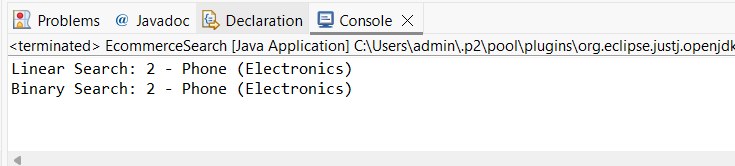 Problems @ Javadoc Declaration Console
<terminated> EcommerceSearch [Java Application] C:\Users\admin\.p2\pool\plugins\org.eclipse.justj.openjdk
Linear Search: 2 - Phone (Electronics)
Binary Search: 2 - Phone (Electronics)